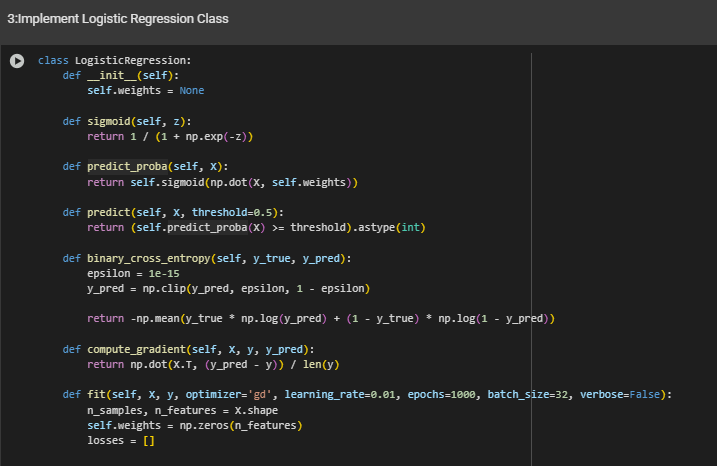 3:Implement Logistic Regression Class
class LogisticRegression:
    def __init__(self):
        self.weights = None
    def sigmoid(self, z):
        return 1 / (1 + np.exp(-z))
    def predict_proba(self, X):
        return self.sigmoid(np.dot(X, self.weights))
    def predict(self, X, threshold=0.5):
        return (self.predict_proba(X) >= threshold).astype(int)
    def binary_cross_entropy(self, y_true, y_pred):
        epsilon = 1e-15
        y_pred = np.clip(y_pred, epsilon, 1 - epsilon)
        return -np.mean(y_true * np.log(y_pred) + (1 - y_true) * np.log(1 - y_pred))
    def compute_gradient(self, X, y, y_pred):
        return np.dot(X.T, (y_pred - y)) / len(y)
    def fit(self, X, y, optimizer='gd', learning_rate=0.01, epochs=1000, batch_size=32, verbose=False):
        n_samples, n_features = X.shape
        self.weights = np.zeros(n_features)
        losses = []